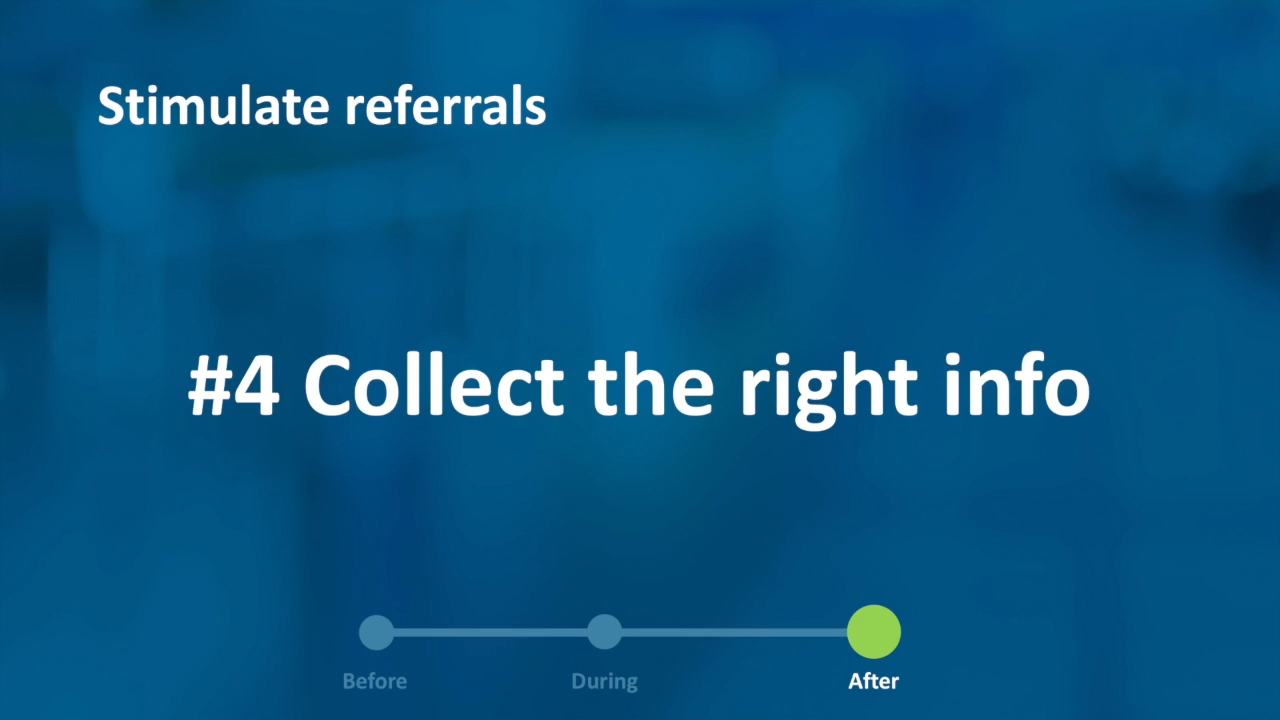 Stimulate referrals
#4 Collect the right info
Before During After